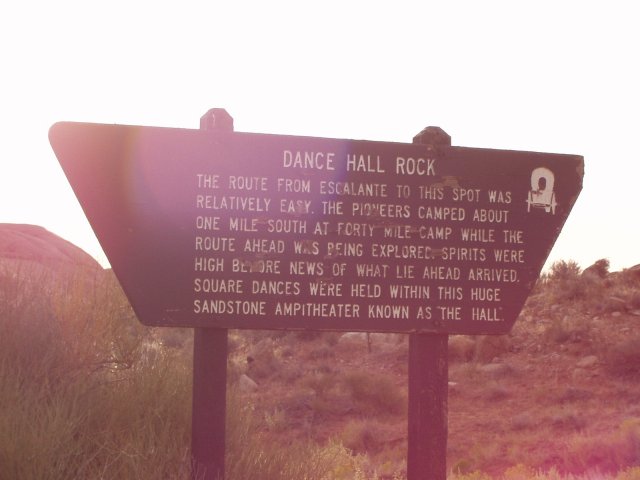 DANCE HALL ROCK
THE ROUTE FROM ESCALANTE TO THIS SPOT WAS
RELATIVELY EASY. THE PIONEERS CAMPED ABOUT
ONE MILE SOUTH AT FORTY MILE CAMP WHILE THE
ROUTE AHEAD WAS BEING EXPLORED. SPIRITS WERE
HIGH BEFORE NEWS OF WHAT LIE AHEAD ARRIVED.
SQUARE DANCES WERE HELD WITHIN THIS HUGE
SANDSTONE AMPITHEATER KNOWN AS "THE HALL".